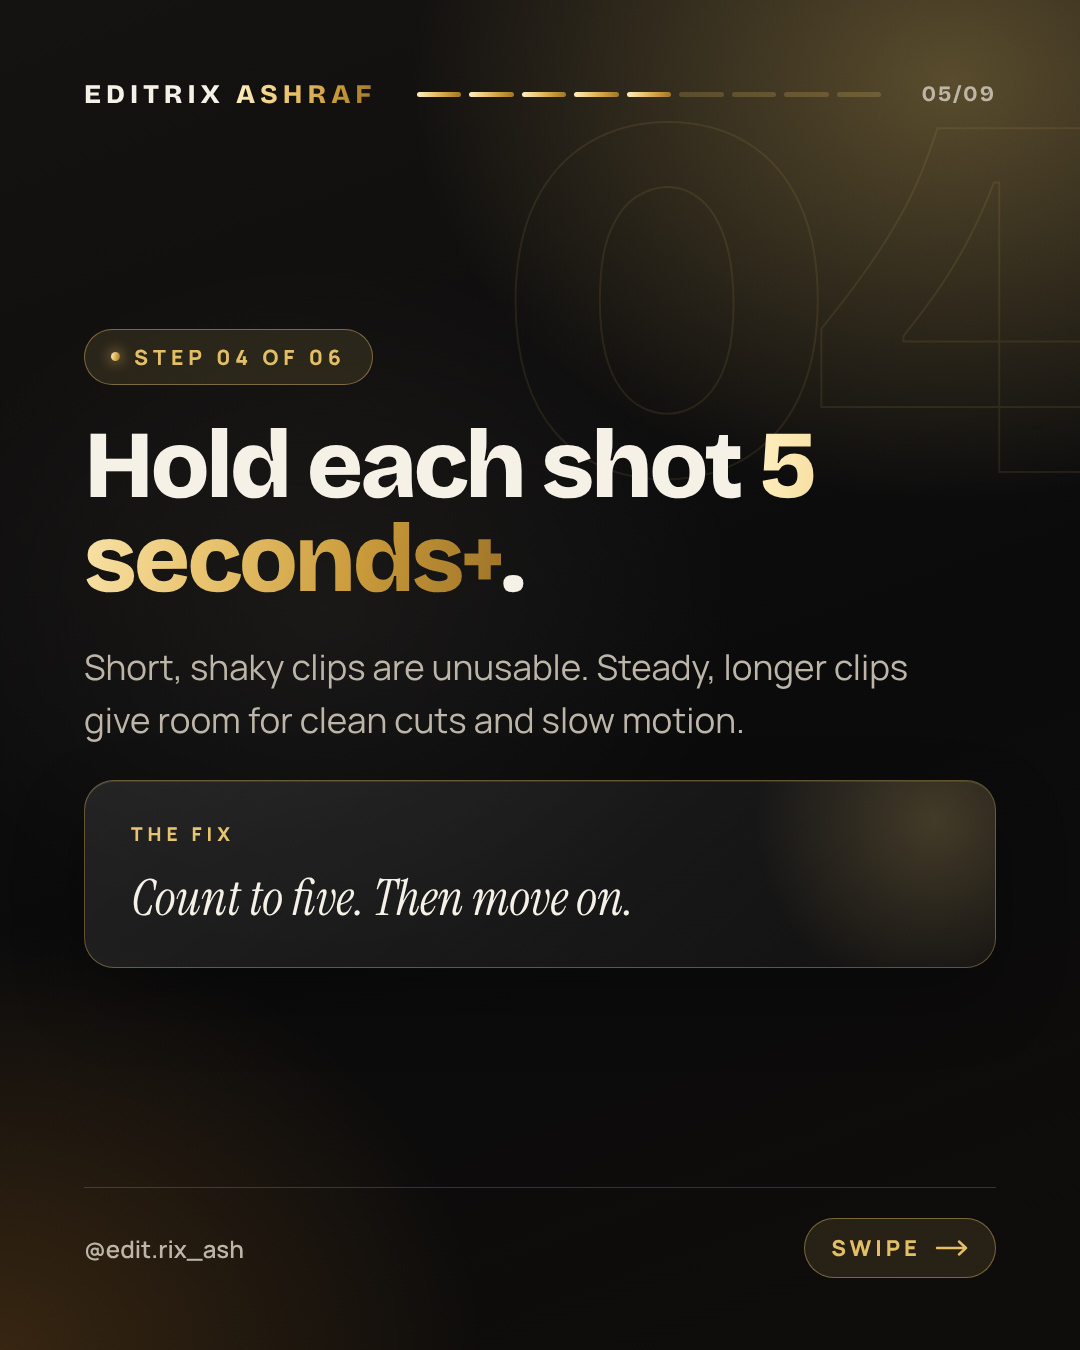 EDITRIX ASHRAF
05/09
04
STEP 04 OF 06
Hold each shot 5
seconds+.
Short, shaky clips are unusable. Steady, longer clips
give room for clean cuts and slow motion.
THE FIX
Count to five. Then move on.
@edit.rix_ash
SWIPE →